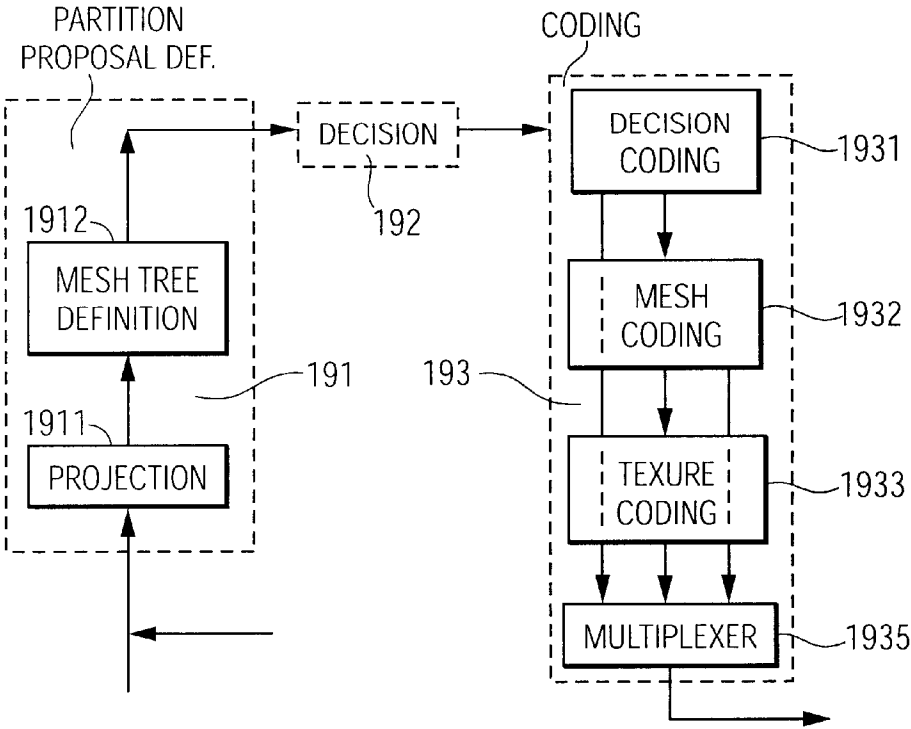 PARTITION
PROPOSAL DEF.
1912
MESH TREE
DEFINITION
191
1911
PROJECTION
DECISION
192
CODING
DECISION
CODING
1931
MESH
CODING
1932
193
TEXURE
CODING
1933
MULTIPLEXER
1935